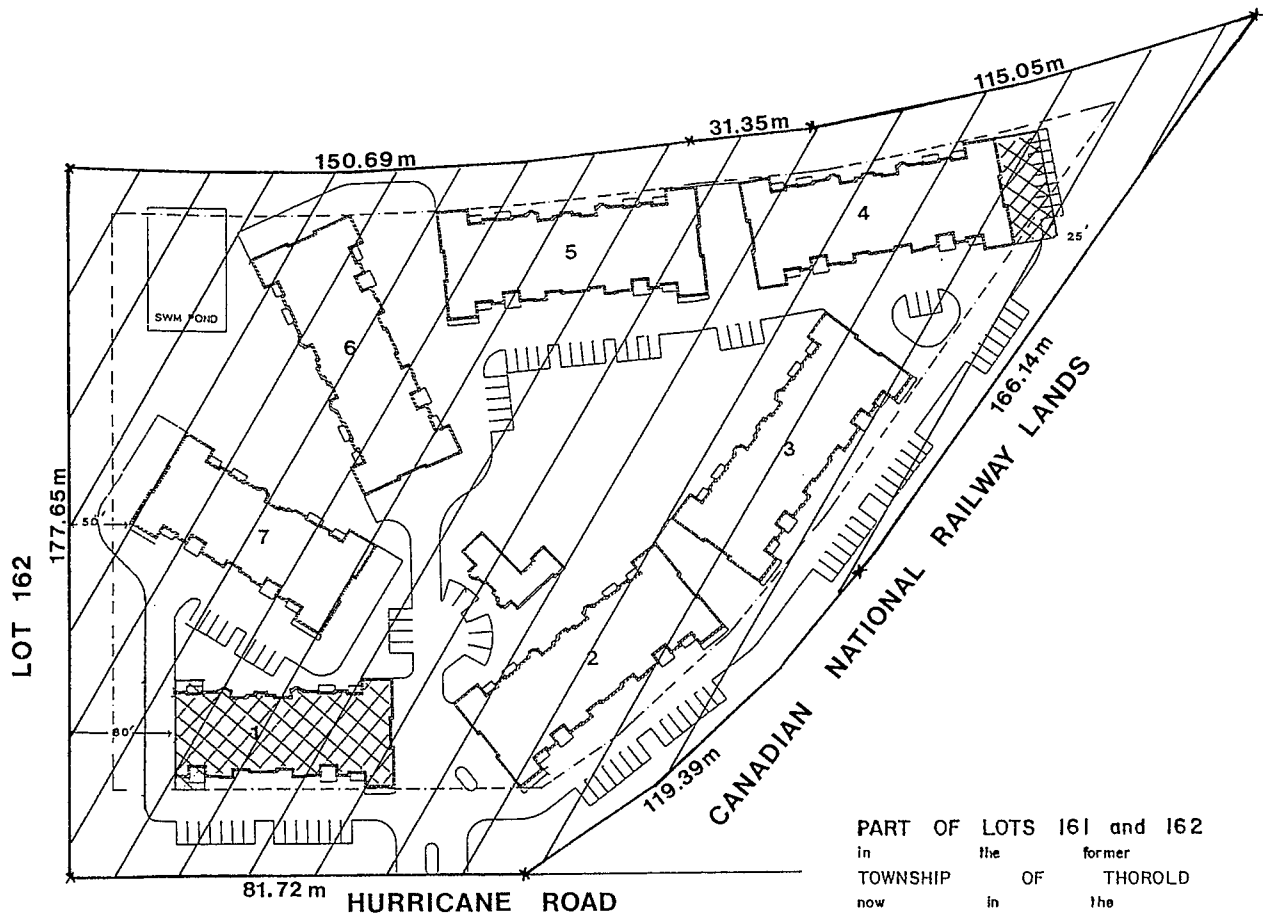 115.05m
31.35m
150.69m
4
25'
5
SWM POND
6
166.14m
3
CANADIAN NATIONAL RAILWAY LANDS
177.65m
50'
7
LOT 162
2
80'
1
119.39m
81.72m
HURRICANE ROAD
PART OF LOTS 161 and 162
in the former
TOWNSHIP OF THOROLD
now in the